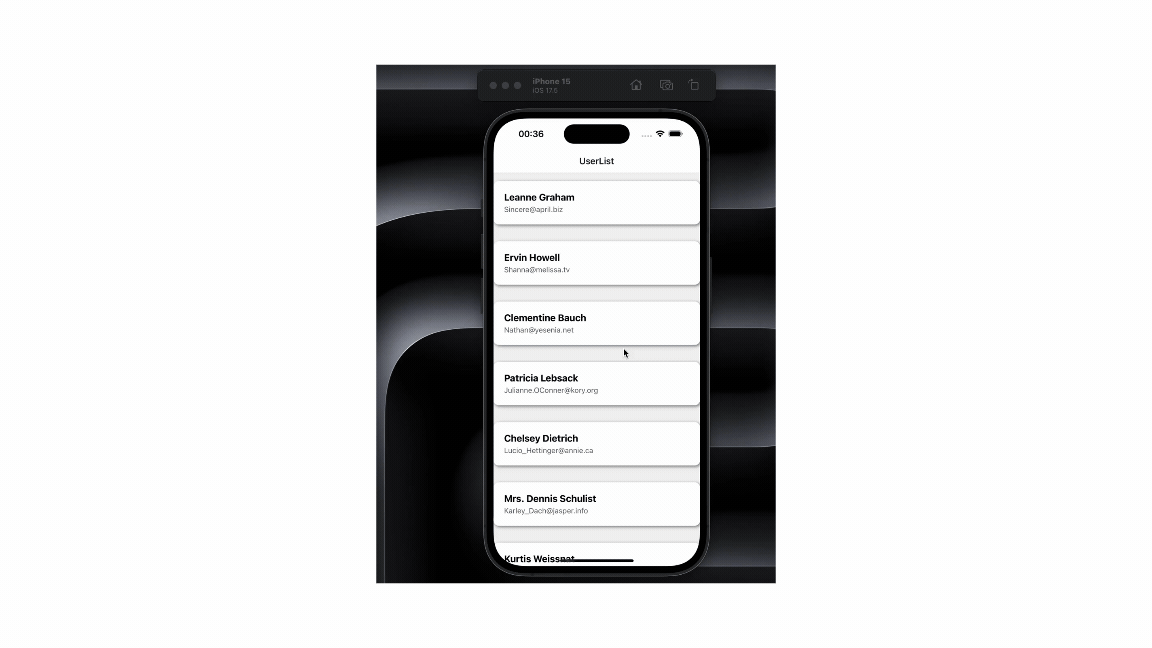 iPhone 15
iOS 17.5
00:36
UserList
Leanne Graham
Sincere@april.biz
Ervin Howell
Shanna@melissa.tv
Clementine Bauch
Nathan@yesenia.net
Patricia Lebsack
Julianne.OConner@kory.org
Chelsey Dietrich
Lucio_Hettinger@annie.ca
Mrs. Dennis Schulist
Karley_Dach@jasper.info
Kurtis Weissnat